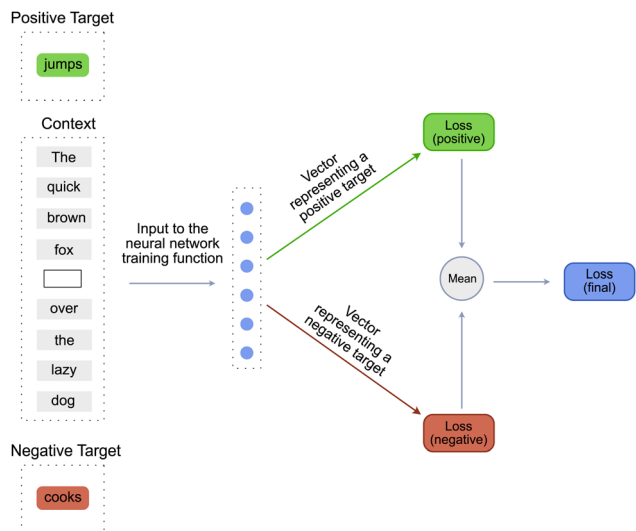 Positive Target
jumps
Context
The
quick
brown
fox
over
the
lazy
dog
Negative Target
cooks
Input to the
neural network
training function
Vector
representing a
positive target
Vector
representing a
negative target
Loss
(positive)
Mean
Loss
(final)
Loss
(negative)